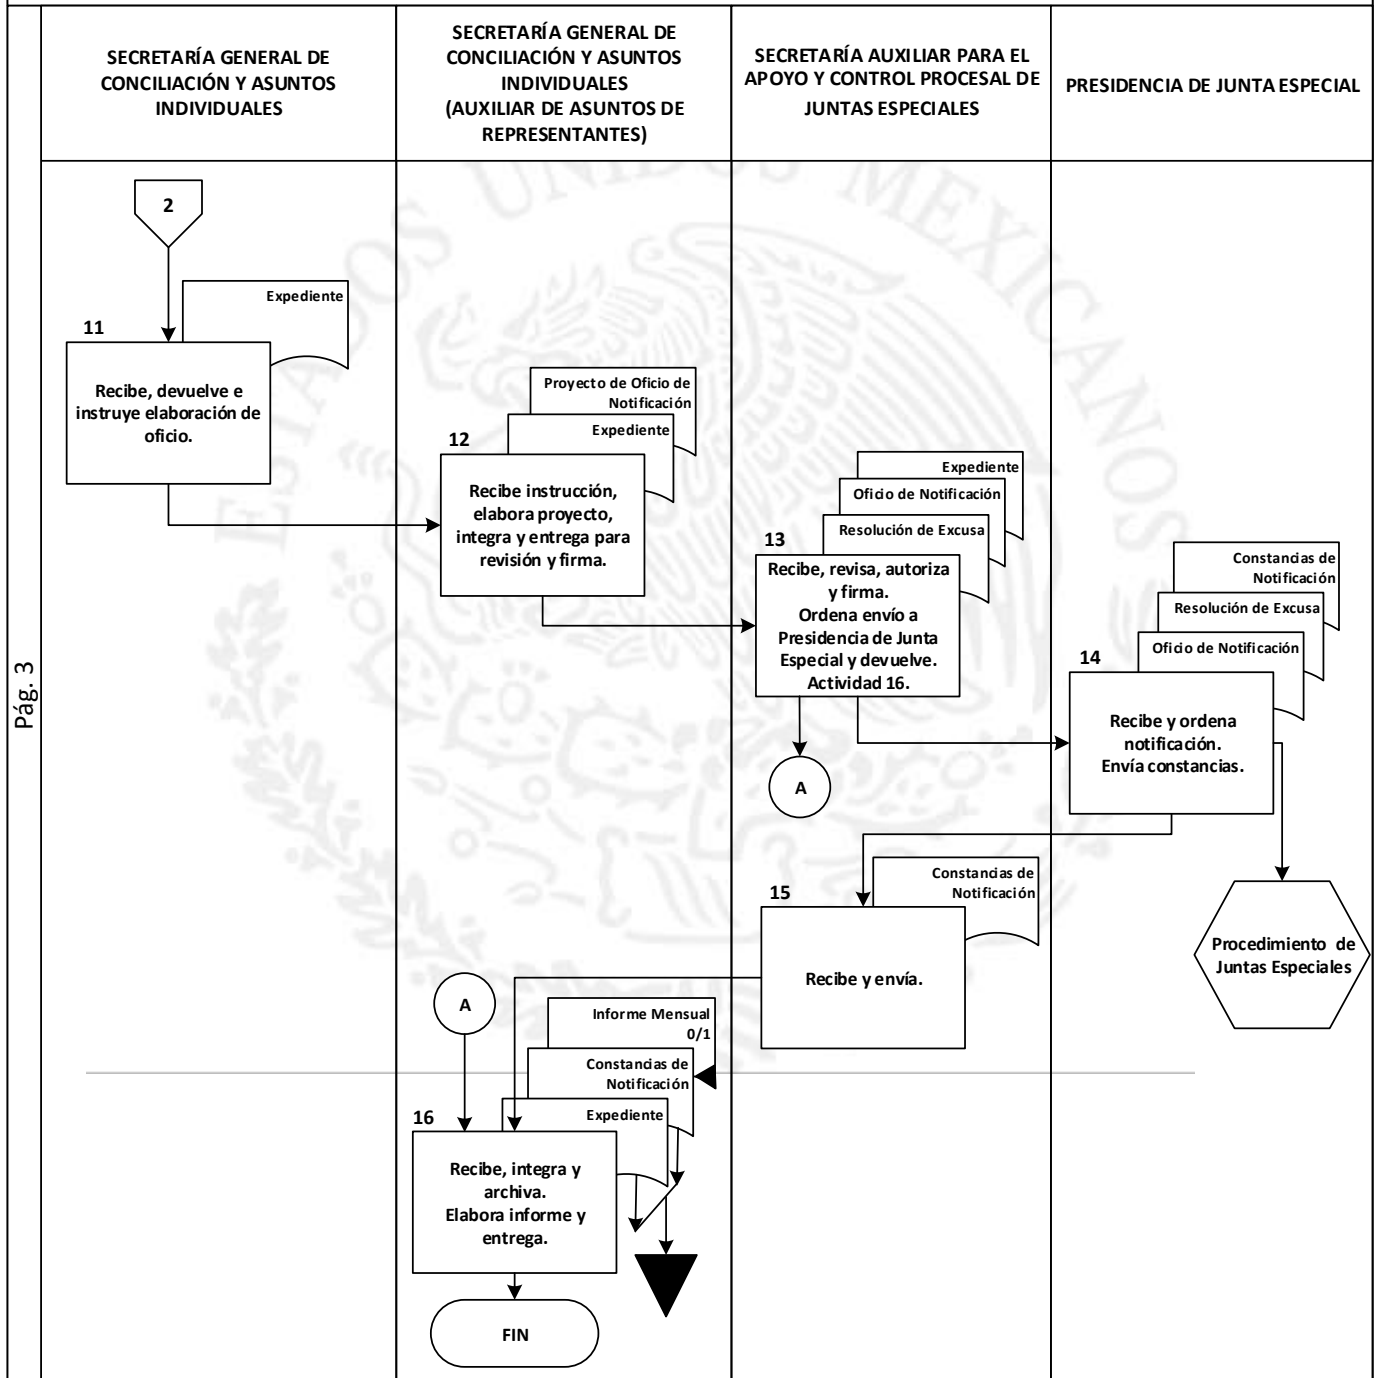 SECRETARÍA GENERAL DE
CONCILIACIÓN Y ASUNTOS
INDIVIDUALES
SECRETARÍA GENERAL DE
CONCILIACIÓN Y ASUNTOS
INDIVIDUALES
(AUXILIAR DE ASUNTOS DE
REPRESENTANTES)
SECRETARÍA AUXILIAR PARA EL
APOYO Y CONTROL PROCESAL DE
JUNTAS ESPECIALES
PRESIDENCIA DE JUNTA ESPECIAL
Pág. 3
ESTADOS UNIDOS MEXICANOS
2
Expediente
11
Recibe, devuelve e
instruye elaboración de
oficio.
Proyecto de Oficio de
Notificación
Expediente
12
Recibe instrucción,
elabora proyecto,
integra y entrega para
revisión y firma.
Expediente
Oficio de Notificación
Resolución de Excusa
13
Recibe, revisa, autoriza
y firma.
Ordena envío a
Presidencia de Junta
Especial y devuelve.
Actividad 16.
A
Constancias de
Notificación
Resolución de Excusa
Oficio de Notificación
14
Recibe y ordena
notificación.
Envía constancias.
Procedimiento de
Juntas Especiales
Constancias de
Notificación
15
Recibe y envía.
A
Informe Mensual
0/1
Constancias de
Notificación
Expediente
16
Recibe, integra y
archiva.
Elabora informe y
entrega.
FIN